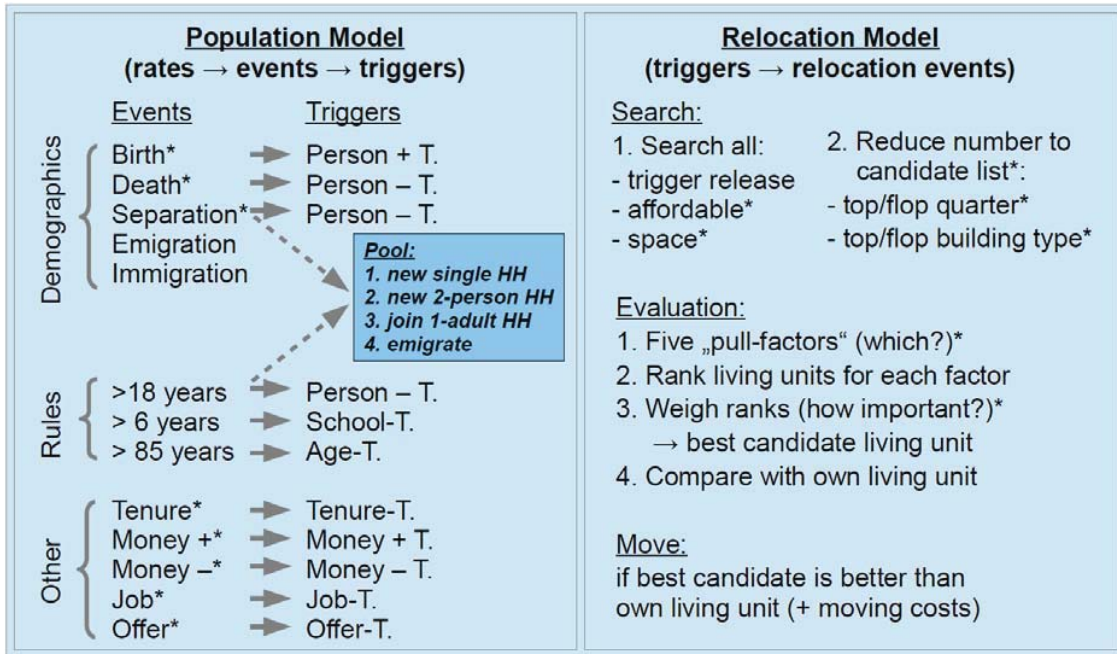 Population Model
(rates → events → triggers)
Events Triggers
Demographics
Birth* Person + T.
Death* Person – T.
Separation* Person – T.
Emigration
Immigration
Pool:
1. new single HH
2. new 2-person HH
3. join 1-adult HH
4. emigrate
Rules
>18 years Person – T.
> 6 years School-T.
> 85 years Age-T.
Other
Tenure* Tenure-T.
Money +* Money + T.
Money –* Money – T.
Job* Job-T.
Offer* Offer-T.
Relocation Model
(triggers → relocation events)
Search:
1. Search all:
- trigger release
- affordable*
- space*
2. Reduce number to
candidate list*:
- top/flop quarter*
- top/flop building type*
Evaluation:
1. Five „pull-factors“ (which?)*
2. Rank living units for each factor
3. Weigh ranks (how important?)*
→ best candidate living unit
4. Compare with own living unit
Move:
if best candidate is better than
own living unit (+ moving costs)